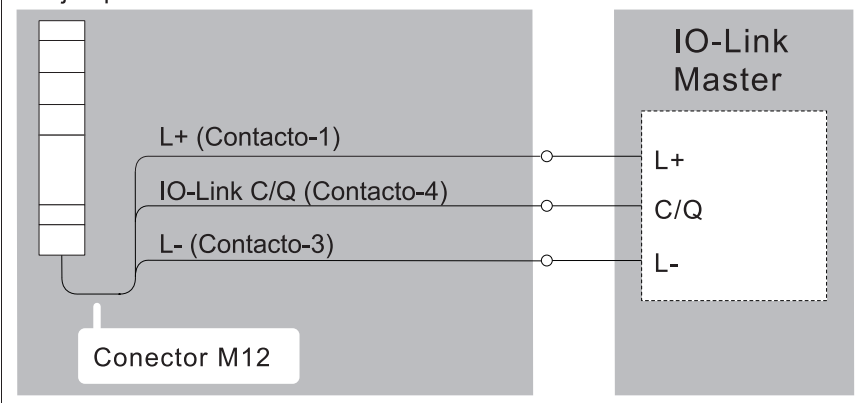 IO-Link
Master
L+ (Contacto-1)
L+
IO-Link C/Q (Contacto-4)
C/Q
L- (Contacto-3)
L-
Conector M12